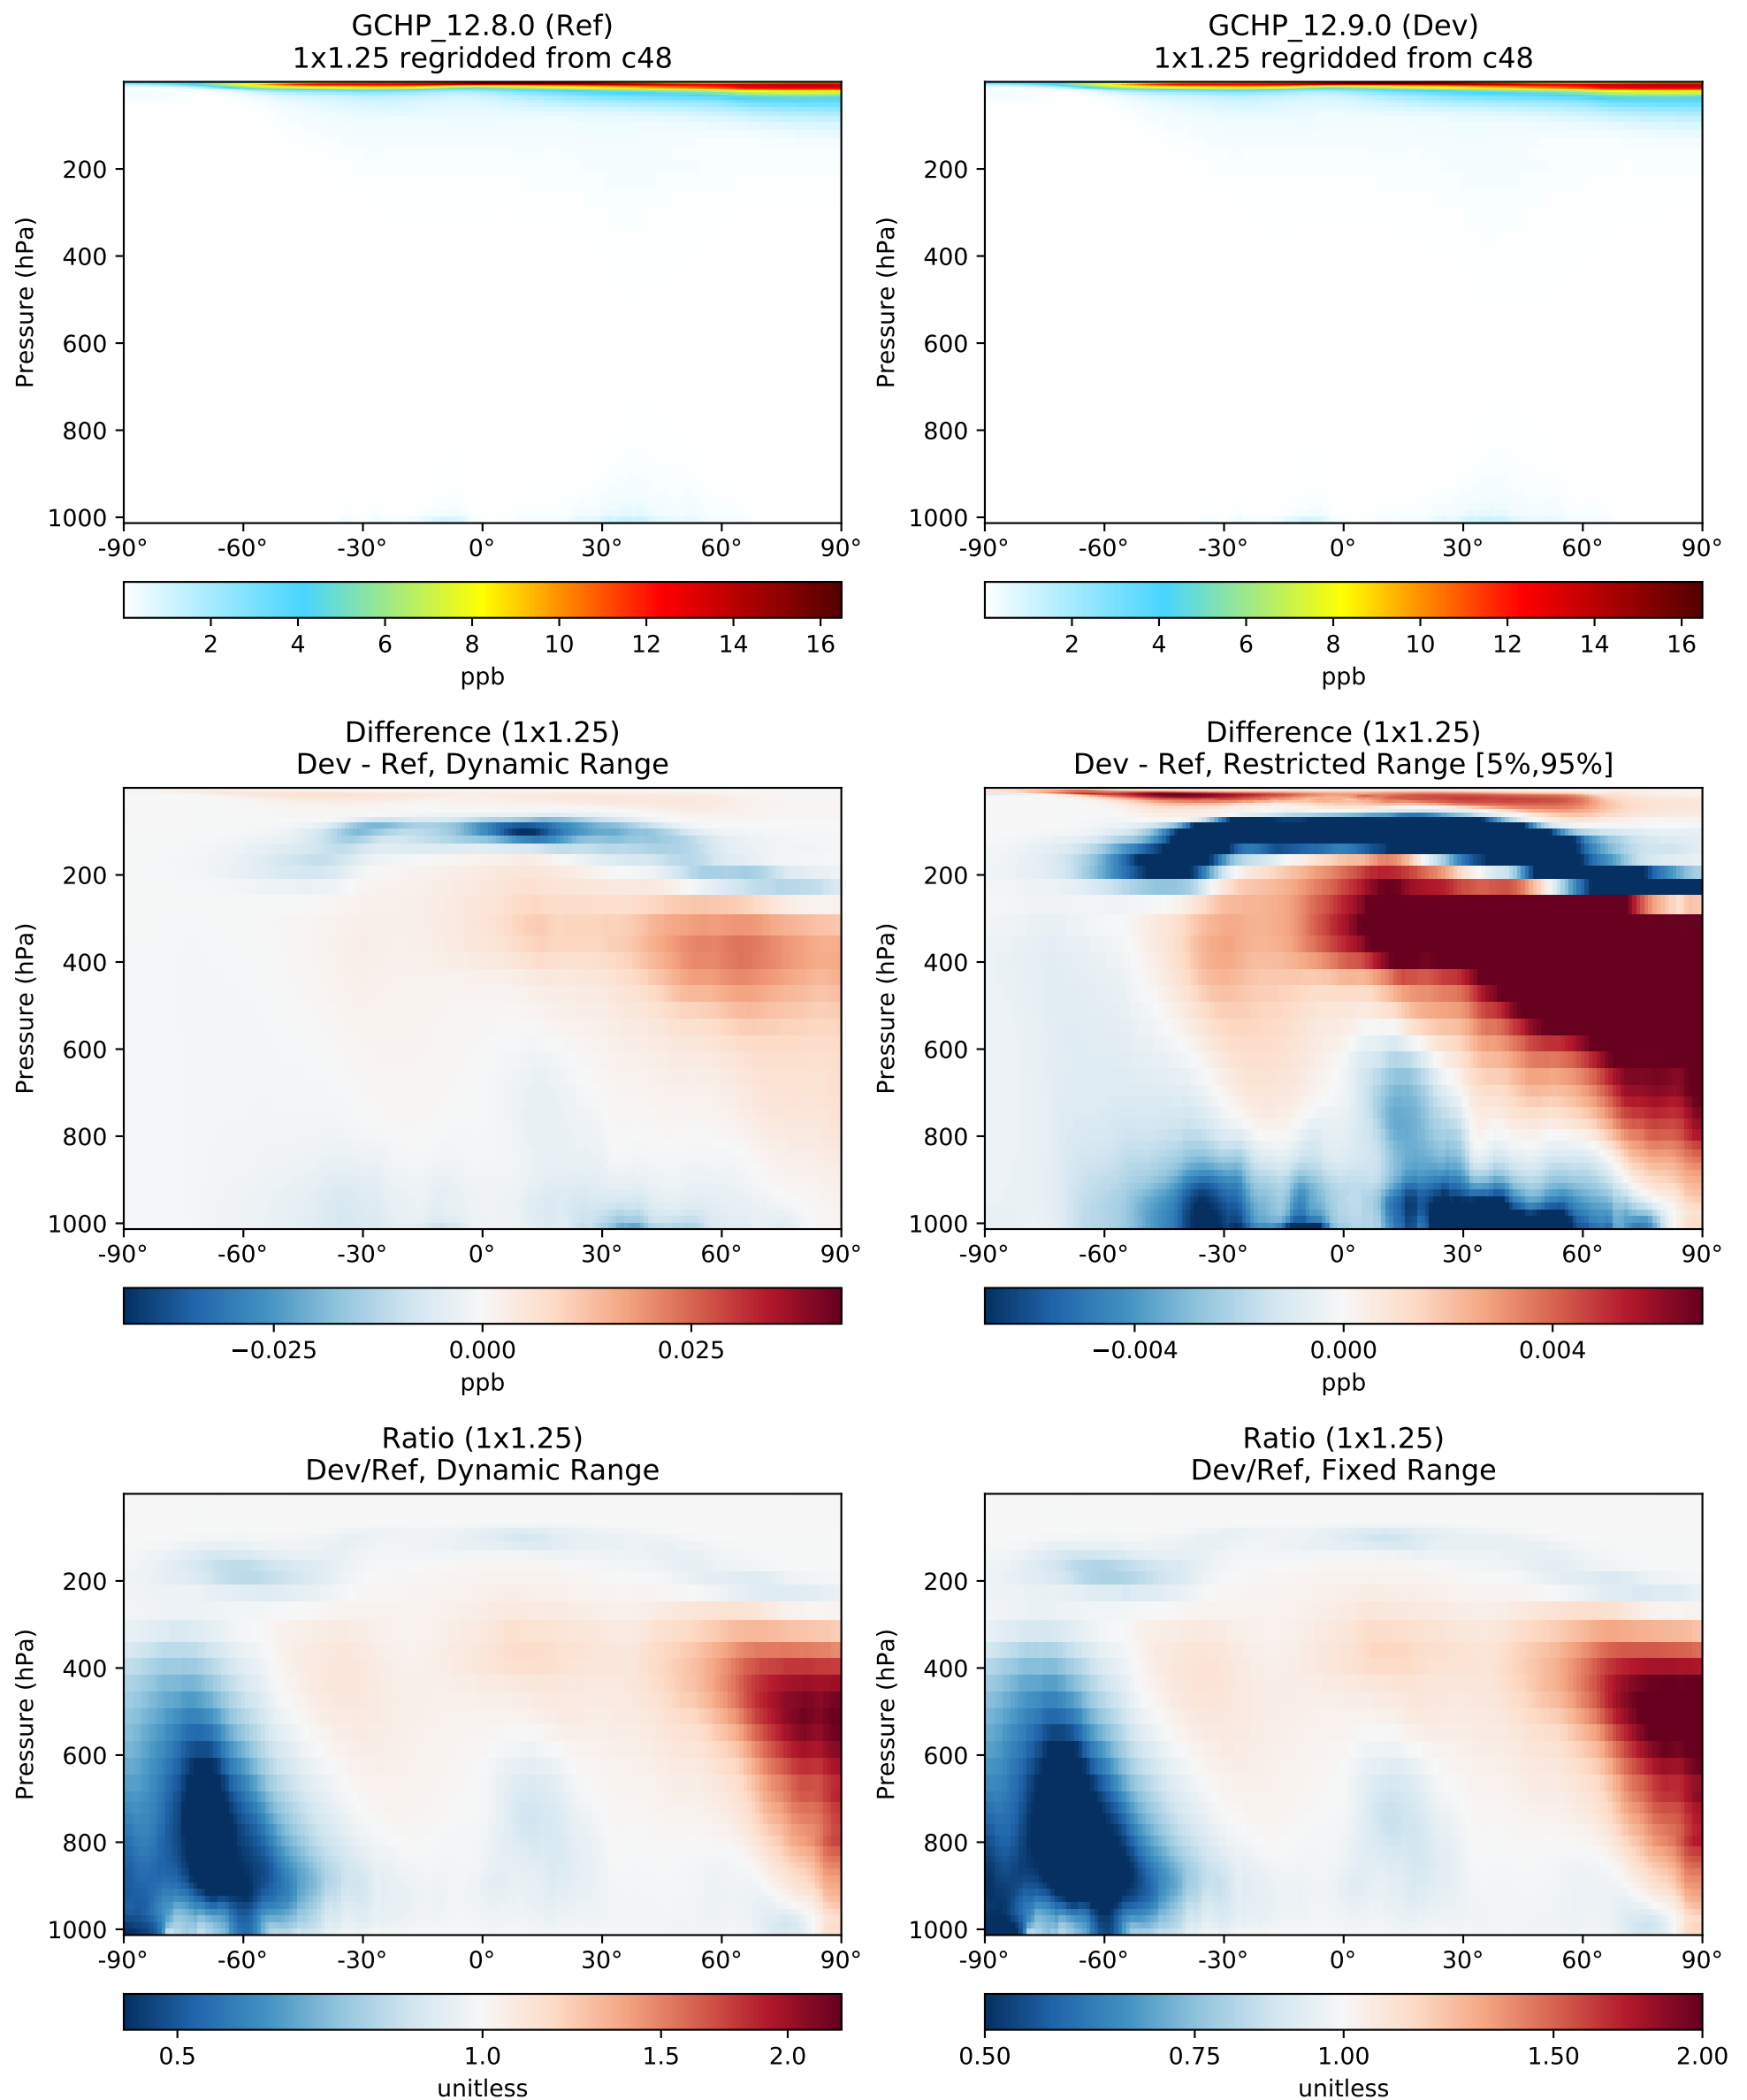 GCHP_12.8.0 (Ref)
1x1.25 regridded from c48
Pressure (hPa)
200
400
600
800
1000
-90° -60° -30° 0° 30° 60° 90°
2 4 6 8 10 12 14 16
ppb
GCHP_12.9.0 (Dev)
1x1.25 regridded from c48
Pressure (hPa)
200
400
600
800
1000
-90° -60° -30° 0° 30° 60° 90°
2 4 6 8 10 12 14 16
ppb
Difference (1x1.25)
Dev - Ref, Dynamic Range
Pressure (hPa)
200
400
600
800
1000
-90° -60° -30° 0° 30° 60° 90°
−0.025 0.000 0.025
ppb
Difference (1x1.25)
Dev - Ref, Restricted Range [5%,95%]
Pressure (hPa)
200
400
600
800
1000
-90° -60° -30° 0° 30° 60° 90°
−0.004 0.000 0.004
ppb
Ratio (1x1.25)
Dev/Ref, Dynamic Range
Pressure (hPa)
200
400
600
800
1000
-90° -60° -30° 0° 30° 60° 90°
0.5 1.0 1.5 2.0
unitless
Ratio (1x1.25)
Dev/Ref, Fixed Range
Pressure (hPa)
200
400
600
800
1000
-90° -60° -30° 0° 30° 60° 90°
0.50 0.75 1.00 1.50 2.00
unitless